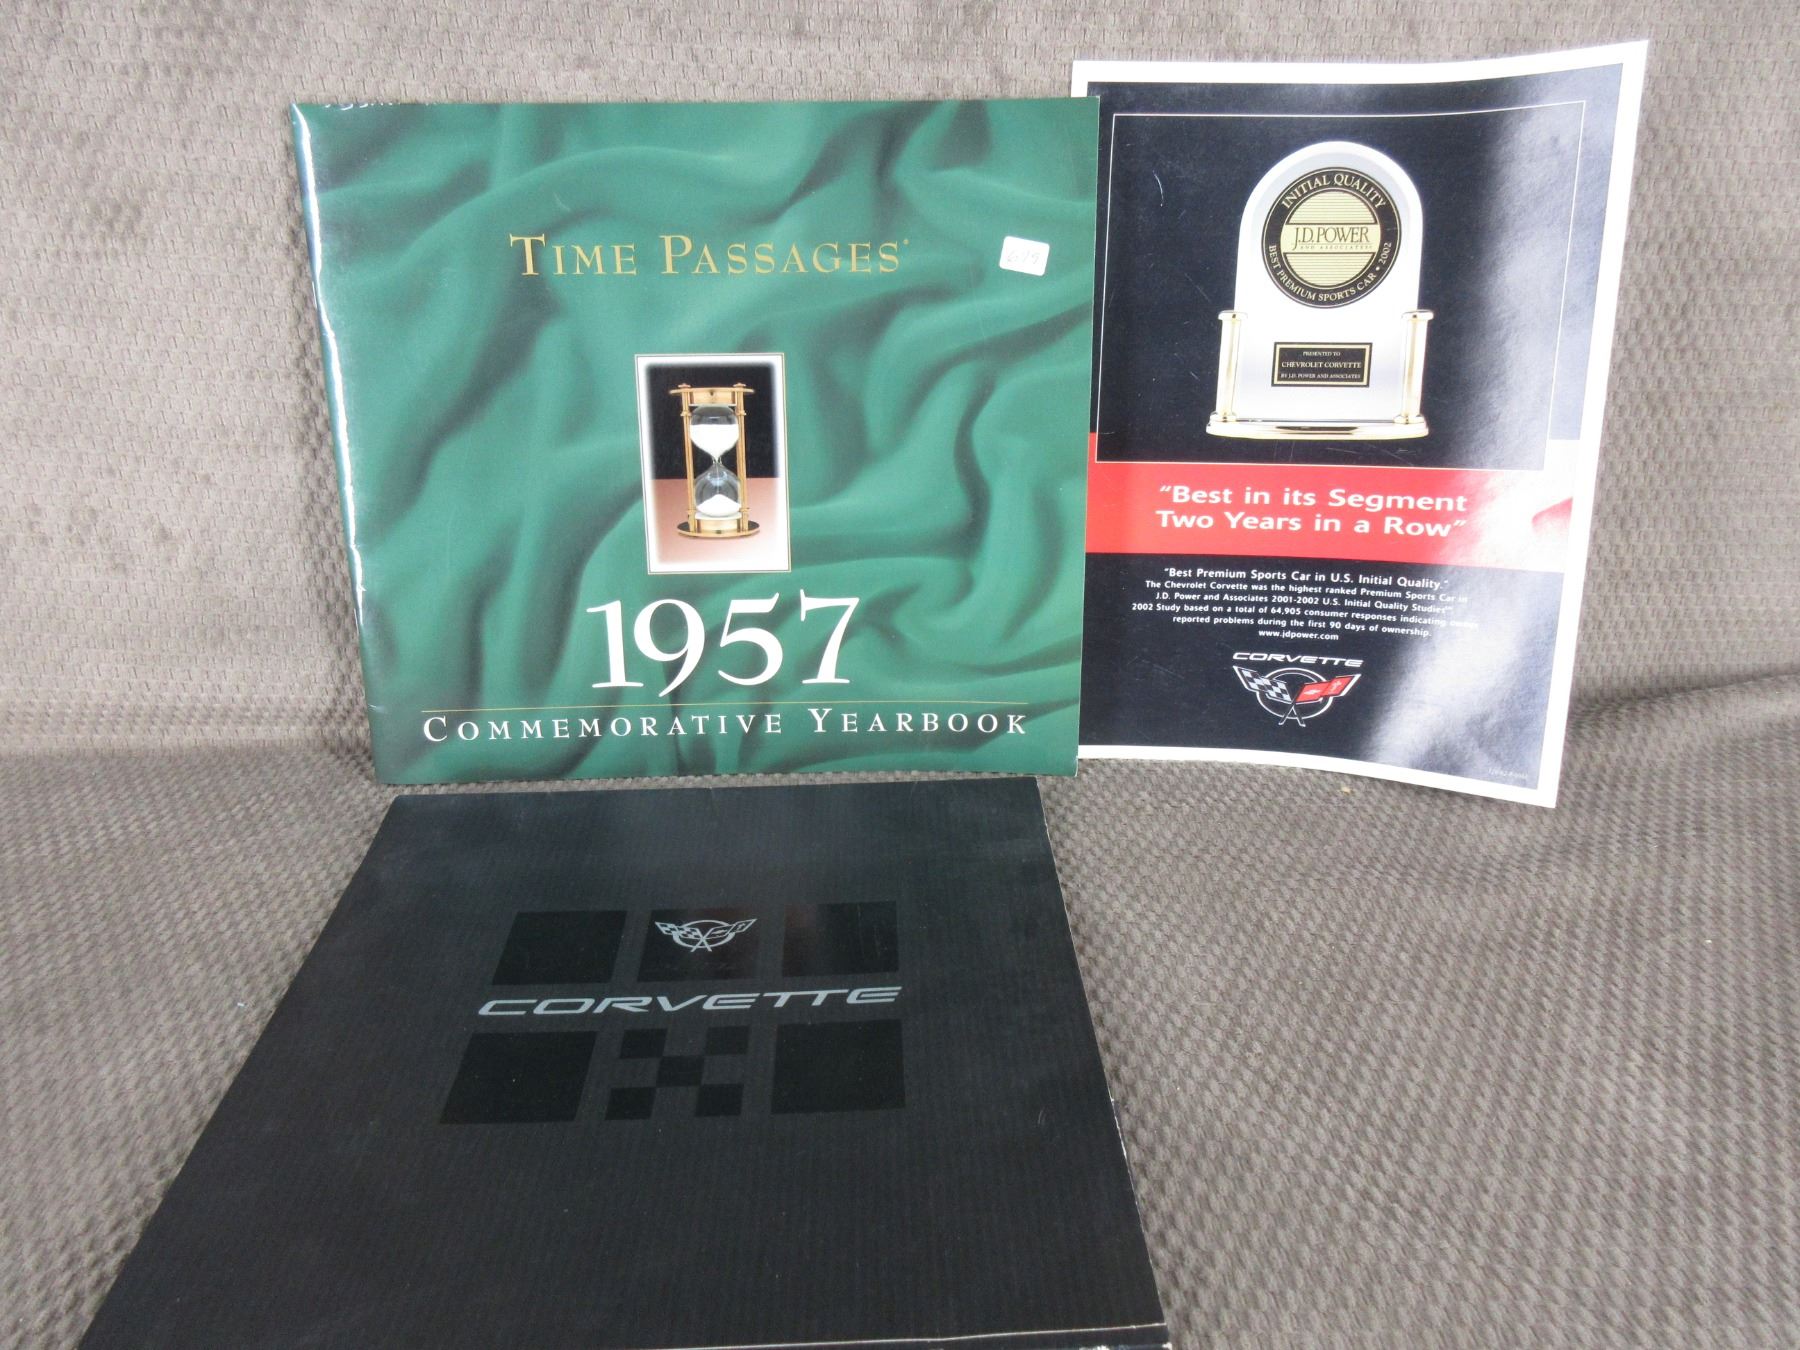 TIME PASSAGES
1957
COMMEMORATIVE YEARBOOK
INITIAL QUALITY
J.D. POWER
AND ASSOCIATES
BEST PREMIUM SPORTS CAR • 2002
PRESENTED TO
CHEVROLET CORVETTE
BY J.D. POWER AND ASSOCIATES
"Best in its Segment
Two Years in a Row"
"Best Premium Sports Car in U.S. Initial Quality."
The Chevrolet Corvette was the highest ranked Premium Sports Car in
J.D. Power and Associates 2001-2002 U.S. Initial Quality Studies℠.
2002 Study based on a total of 64,905 consumer responses indicating owner
reported problems during the first 90 days of ownership.
www.jdpower.com
CORVETTE
CORVETTE